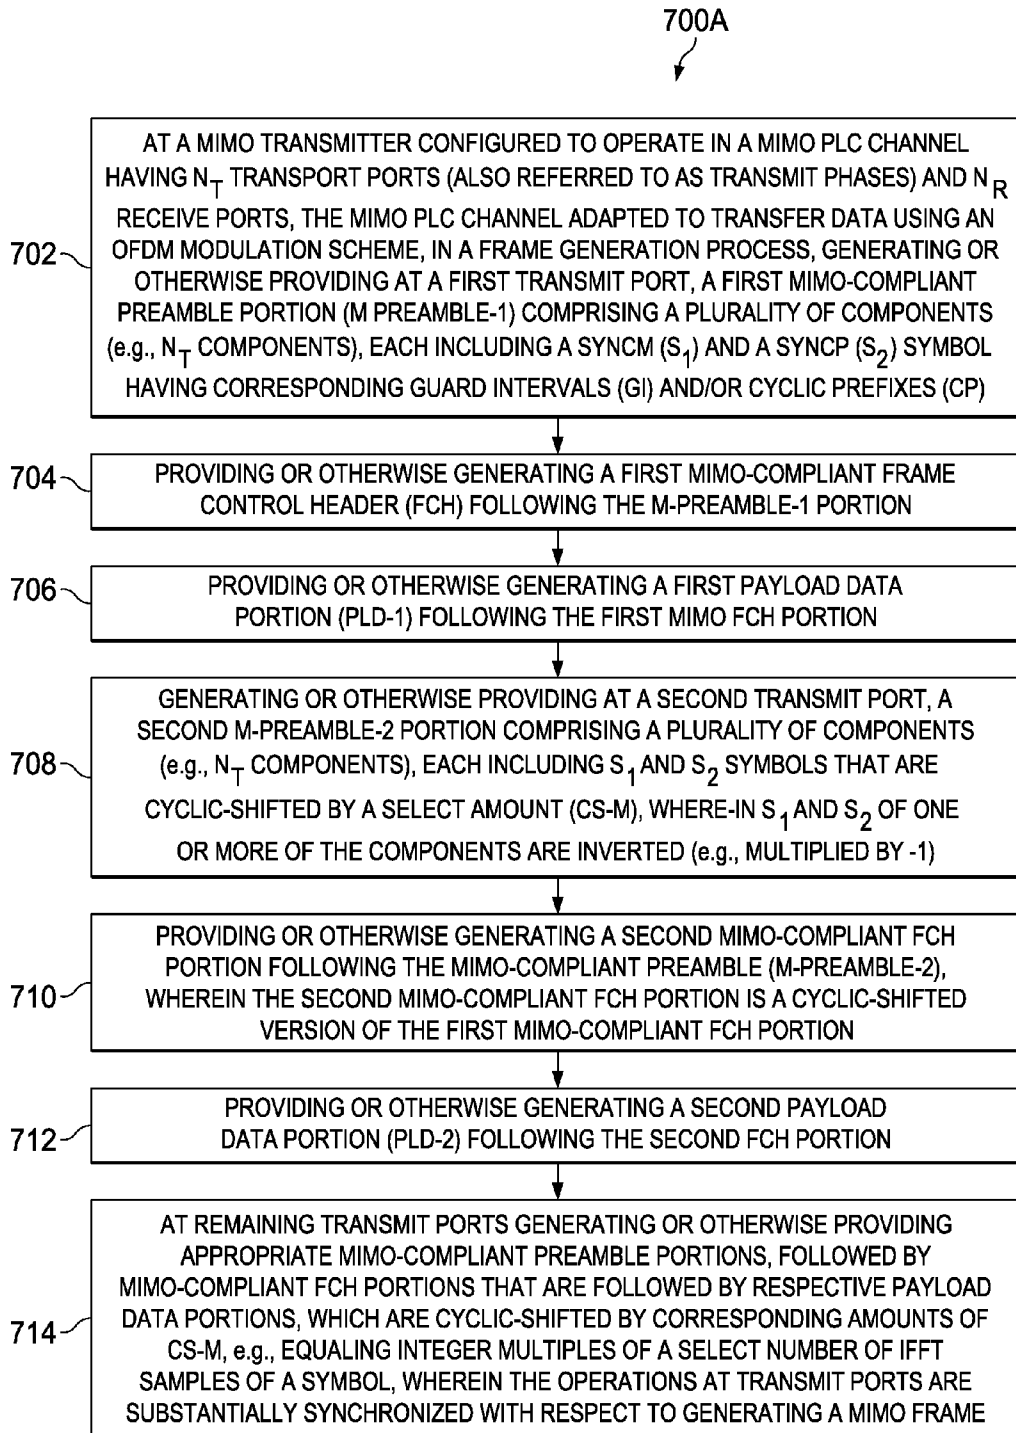 700A
702
AT A MIMO TRANSMITTER CONFIGURED TO OPERATE IN A MIMO PLC CHANNEL
HAVING N_T TRANSPORT PORTS (ALSO REFERRED TO AS TRANSMIT PHASES) AND N_R
RECEIVE PORTS, THE MIMO PLC CHANNEL ADAPTED TO TRANSFER DATA USING AN
OFDM MODULATION SCHEME, IN A FRAME GENERATION PROCESS, GENERATING OR
OTHERWISE PROVIDING AT A FIRST TRANSMIT PORT, A FIRST MIMO-COMPLIANT
PREAMBLE PORTION (M PREAMBLE-1) COMPRISING A PLURALITY OF COMPONENTS
(e.g., N_T COMPONENTS), EACH INCLUDING A SYNCM (S_1) AND A SYNCP (S_2) SYMBOL
HAVING CORRESPONDING GUARD INTERVALS (GI) AND/OR CYCLIC PREFIXES (CP)
704
PROVIDING OR OTHERWISE GENERATING A FIRST MIMO-COMPLIANT FRAME
CONTROL HEADER (FCH) FOLLOWING THE M-PREAMBLE-1 PORTION
706
PROVIDING OR OTHERWISE GENERATING A FIRST PAYLOAD DATA
PORTION (PLD-1) FOLLOWING THE FIRST MIMO FCH PORTION
708
GENERATING OR OTHERWISE PROVIDING AT A SECOND TRANSMIT PORT, A
SECOND M-PREAMBLE-2 PORTION COMPRISING A PLURALITY OF COMPONENTS
(e.g., N_T COMPONENTS), EACH INCLUDING S_1 AND S_2 SYMBOLS THAT ARE
CYCLIC-SHIFTED BY A SELECT AMOUNT (CS-M), WHERE-IN S_1 AND S_2 OF ONE
OR MORE OF THE COMPONENTS ARE INVERTED (e.g., MULTIPLIED BY -1)
710
PROVIDING OR OTHERWISE GENERATING A SECOND MIMO-COMPLIANT FCH
PORTION FOLLOWING THE MIMO-COMPLIANT PREAMBLE (M-PREAMBLE-2),
WHEREIN THE SECOND MIMO-COMPLIANT FCH PORTION IS A CYCLIC-SHIFTED
VERSION OF THE FIRST MIMO-COMPLIANT FCH PORTION
712
PROVIDING OR OTHERWISE GENERATING A SECOND PAYLOAD
DATA PORTION (PLD-2) FOLLOWING THE SECOND FCH PORTION
714
AT REMAINING TRANSMIT PORTS GENERATING OR OTHERWISE PROVIDING
APPROPRIATE MIMO-COMPLIANT PREAMBLE PORTIONS, FOLLOWED BY
MIMO-COMPLIANT FCH PORTIONS THAT ARE FOLLOWED BY RESPECTIVE PAYLOAD
DATA PORTIONS, WHICH ARE CYCLIC-SHIFTED BY CORRESPONDING AMOUNTS OF
CS-M, e.g., EQUALING INTEGER MULTIPLES OF A SELECT NUMBER OF IFFT
SAMPLES OF A SYMBOL, WHEREIN THE OPERATIONS AT TRANSMIT PORTS ARE
SUBSTANTIALLY SYNCHRONIZED WITH RESPECT TO GENERATING A MIMO FRAME